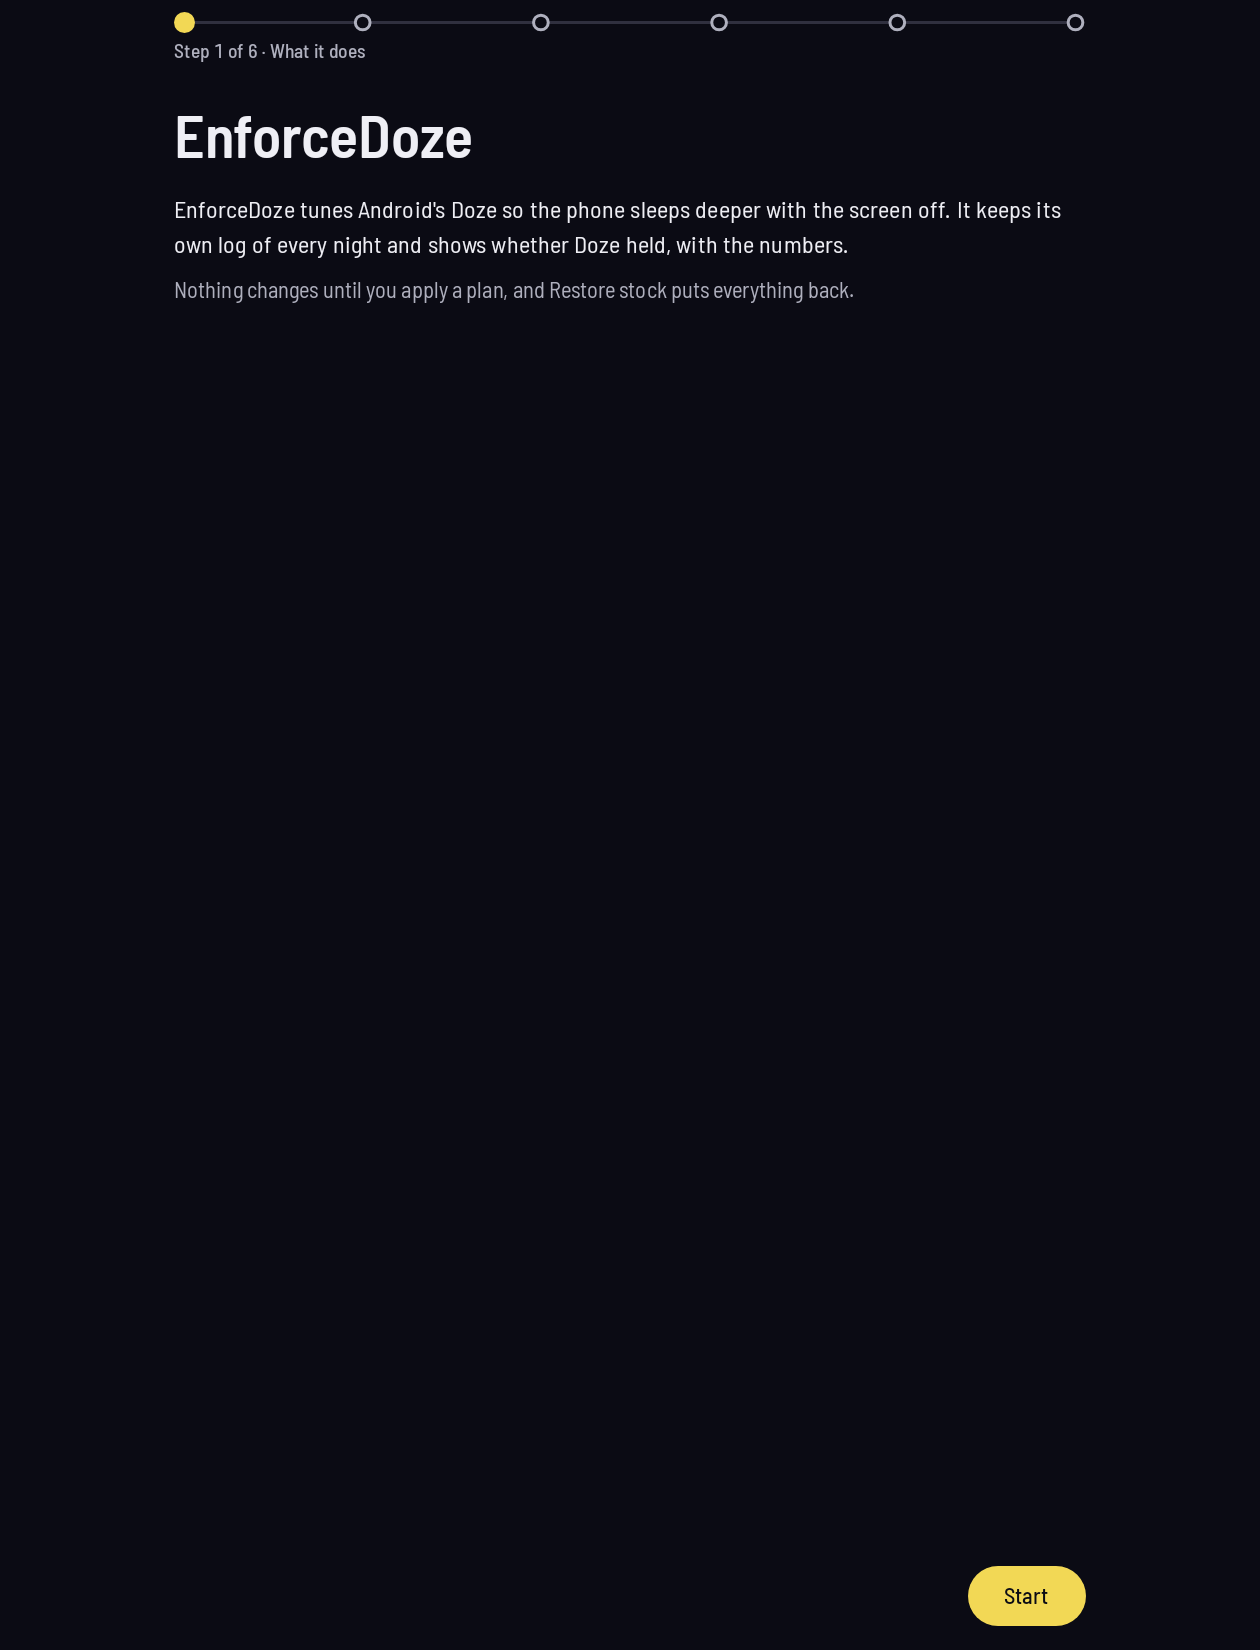 Step 1 of 6 · What it does
EnforceDoze
EnforceDoze tunes Android's Doze so the phone sleeps deeper with the screen off. It keeps its
own log of every night and shows whether Doze held, with the numbers.
Nothing changes until you apply a plan, and Restore stock puts everything back.
Start